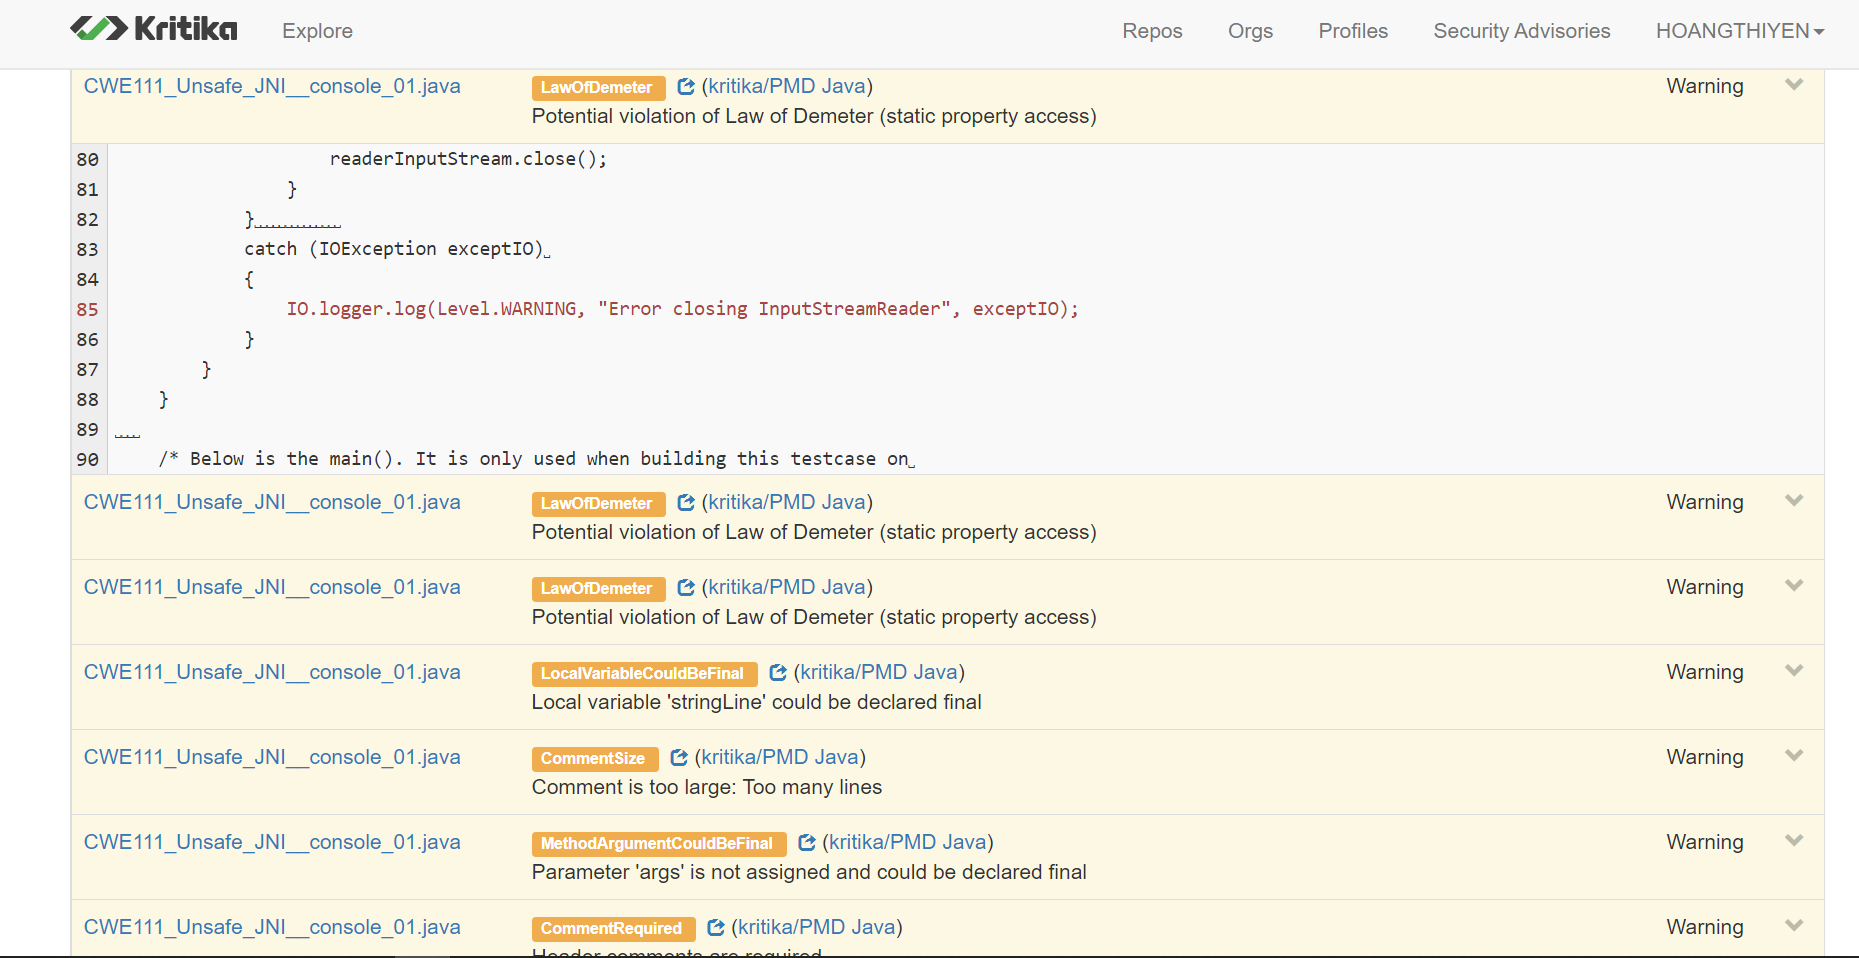 Kritika Explore Repos Orgs Profiles Security Advisories HOANGTHIYEN
CWE111_Unsafe_JNI__console_01.java LawOfDemeter (kritika/PMD Java) Warning
Potential violation of Law of Demeter (static property access)
80 readerInputStream.close();
81 }
82 }
83 catch (IOException exceptIO)
84 {
85 IO.logger.log(Level.WARNING, "Error closing InputStreamReader", exceptIO);
86 }
87 }
88 }
89
90 /* Below is the main(). It is only used when building this testcase on
CWE111_Unsafe_JNI__console_01.java LawOfDemeter (kritika/PMD Java) Warning
Potential violation of Law of Demeter (static property access)
CWE111_Unsafe_JNI__console_01.java LawOfDemeter (kritika/PMD Java) Warning
Potential violation of Law of Demeter (static property access)
CWE111_Unsafe_JNI__console_01.java LocalVariableCouldBeFinal (kritika/PMD Java) Warning
Local variable 'stringLine' could be declared final
CWE111_Unsafe_JNI__console_01.java CommentSize (kritika/PMD Java) Warning
Comment is too large: Too many lines
CWE111_Unsafe_JNI__console_01.java MethodArgumentCouldBeFinal (kritika/PMD Java) Warning
Parameter 'args' is not assigned and could be declared final
CWE111_Unsafe_JNI__console_01.java CommentRequired (kritika/PMD Java) Warning
Header comments are required